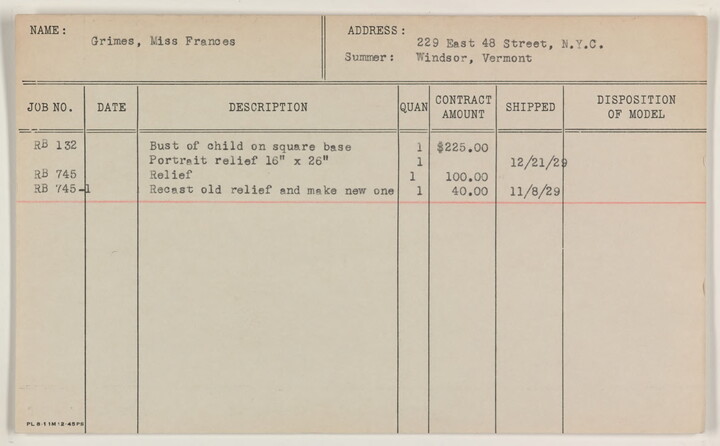 NAME: Grimes, Miss Frances ADDRESS: 229 East 48 Street, N.Y.C.
Summer: Windsor, Vermont
JOB NO. DATE DESCRIPTION QUAN CONTRACT AMOUNT SHIPPED DISPOSITION OF MODEL
RB 132 Bust of child on square base 1 $225.00
Portrait relief 16" x 26" 1 12/21/29
RB 745 Relief 1 100.00
RB 745-1 Recast old relief and make new one 1 40.00 11/8/29